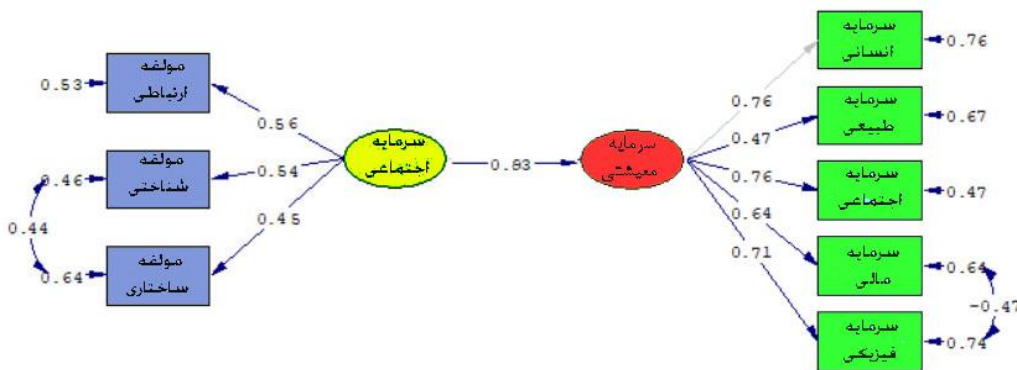 مولفه
ارتباطی
0.53
0.56
مولفه
شناختی
0.46
0.54
0.44
مولفه
ساختاری
0.64
0.45
سرمایه
اجتماعی
0.83
سرمایه
معیشتی
سرمایه
انسانی
0.76
0.76
سرمایه
طبیعی
0.47
0.67
سرمایه
اجتماعی
0.76
0.47
سرمایه
مالی
0.64
0.64
-0.47
سرمایه
فیزیکی
0.71
0.74